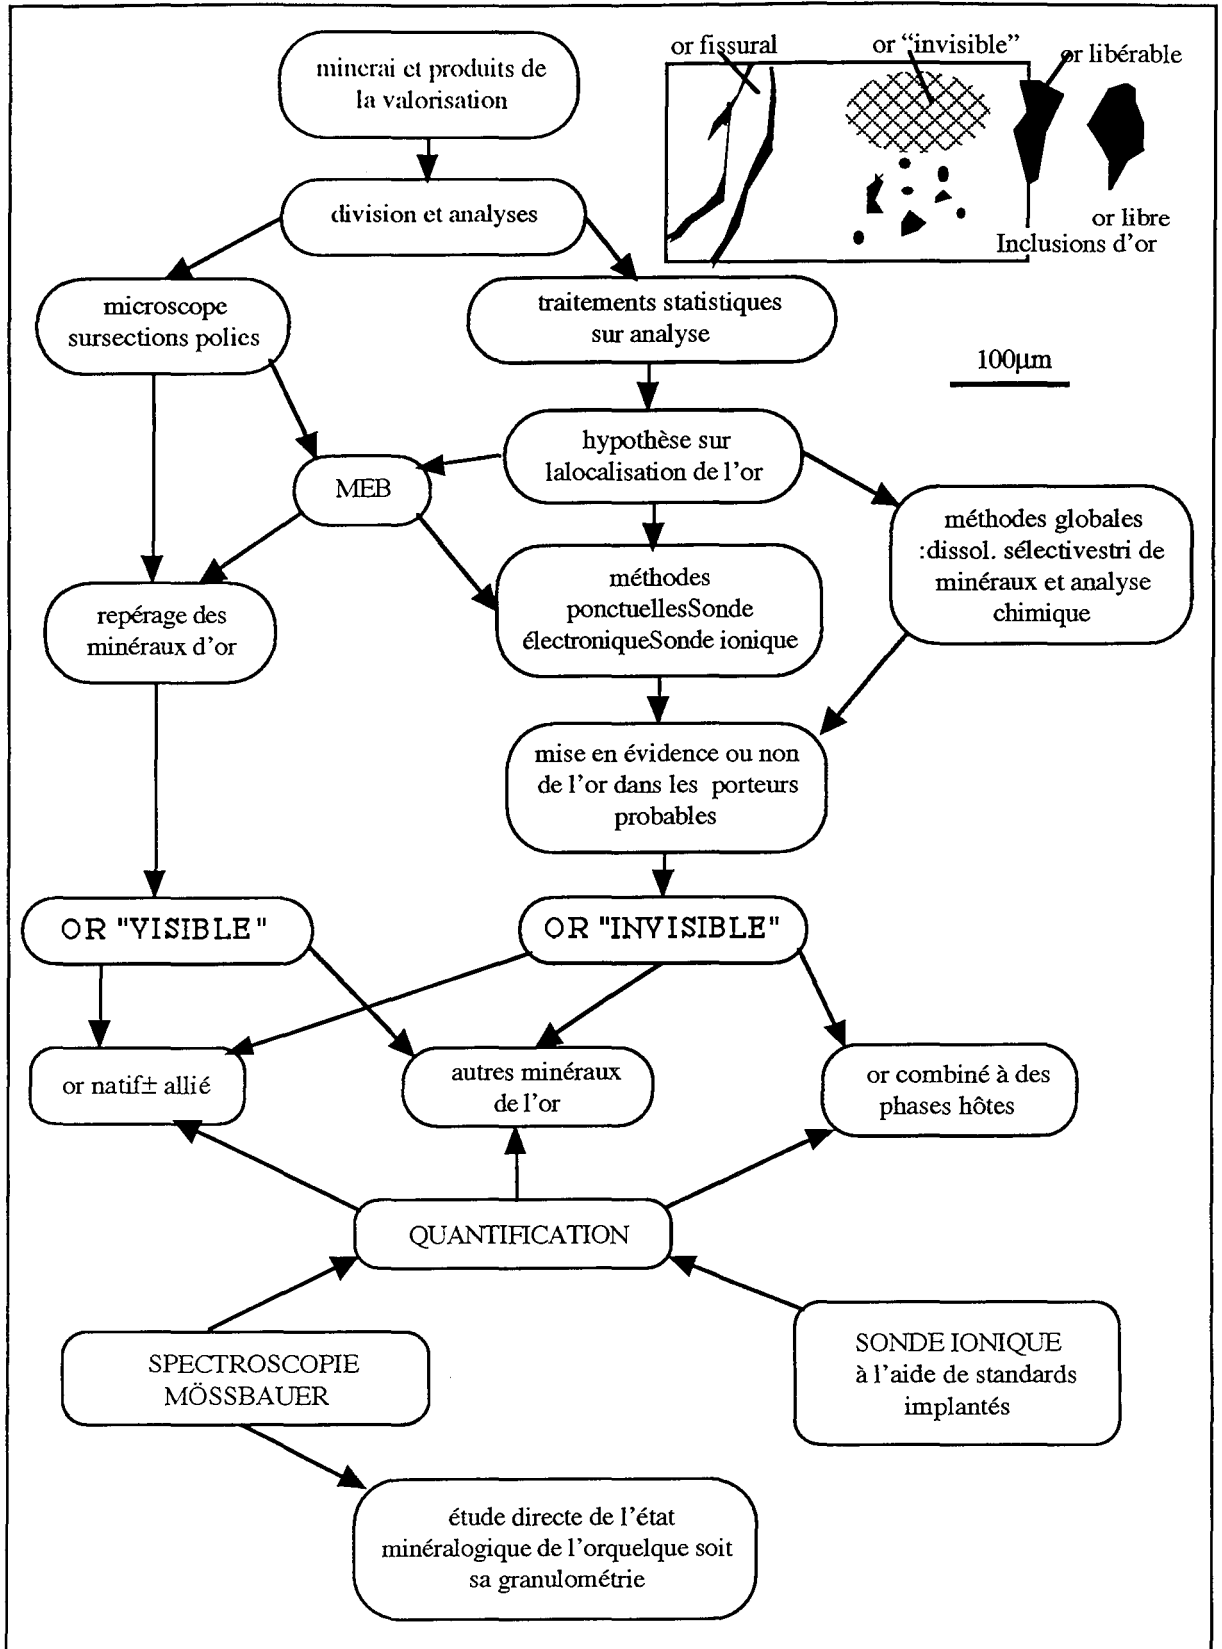 or fissural
or “invisible”
or libérable
minerai et produits de
la valorisation
division et analyses
or libre
Inclusions d’or
microscope
sursections polies
traitements statistiques
sur analyse
100µm
hypothèse sur
lalocalisation de l’or
MEB
méthodes globales
:dissol. sélectivestri de
minéraux et analyse
chimique
méthodes
ponctuellesSonde
électroniqueSonde ionique
repérage des
minéraux d’or
mise en évidence ou non
de l’or dans les porteurs
probables
OR "VISIBLE"
OR "INVISIBLE"
or natif± allié
autres minéraux
de l’or
or combiné à des
phases hôtes
QUANTIFICATION
SPECTROSCOPIE
MÖSSBAUER
SONDE IONIQUE
à l’aide de standards
implantés
étude directe de l’état
minéralogique de l’orquelque soit
sa granulométrie